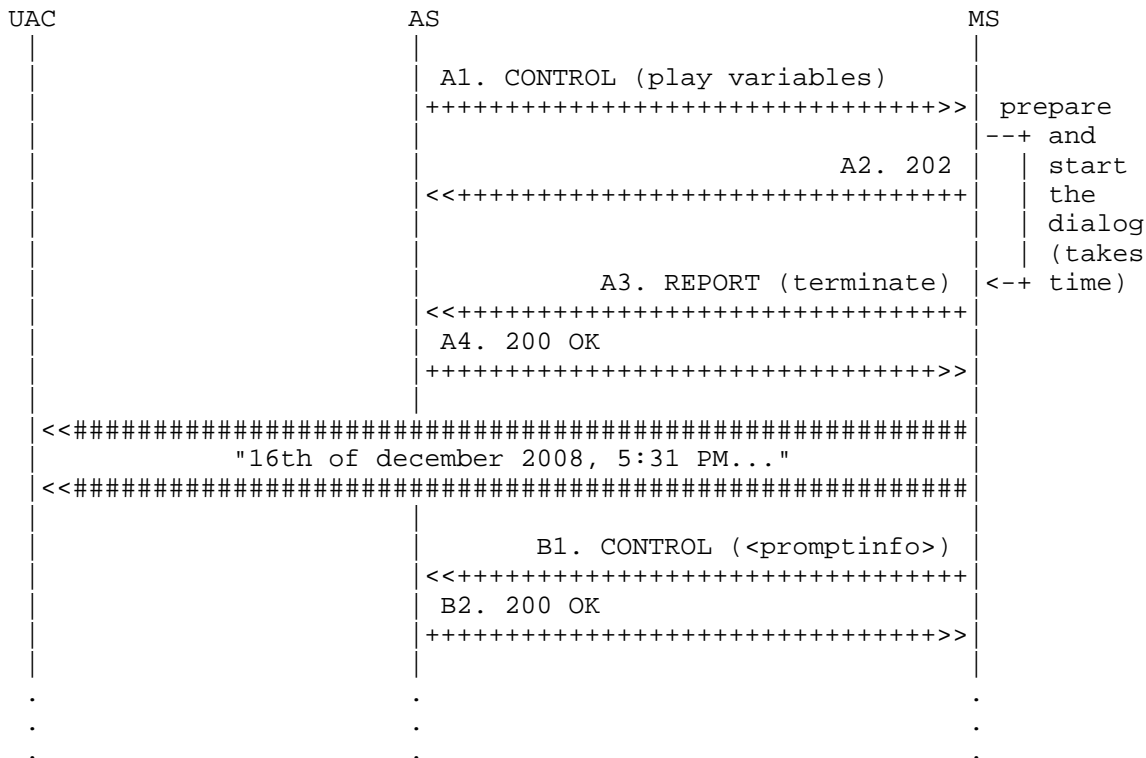 UAC AS MS
A1. CONTROL (play variables)
+++++++++++++++++++++++++++++++++>> prepare
--+ and
A2. 202 | start
<<+++++++++++++++++++++++++++++++++ | the
| dialog
| (takes
A3. REPORT (terminate) <-+ time)
<<+++++++++++++++++++++++++++++++++
A4. 200 OK
+++++++++++++++++++++++++++++++++>>
<<#########################################################
"16th of december 2008, 5:31 PM..."
<<#########################################################
B1. CONTROL (<promptinfo>)
<<+++++++++++++++++++++++++++++++++
B2. 200 OK
+++++++++++++++++++++++++++++++++>>
. . .
. . .
. . .